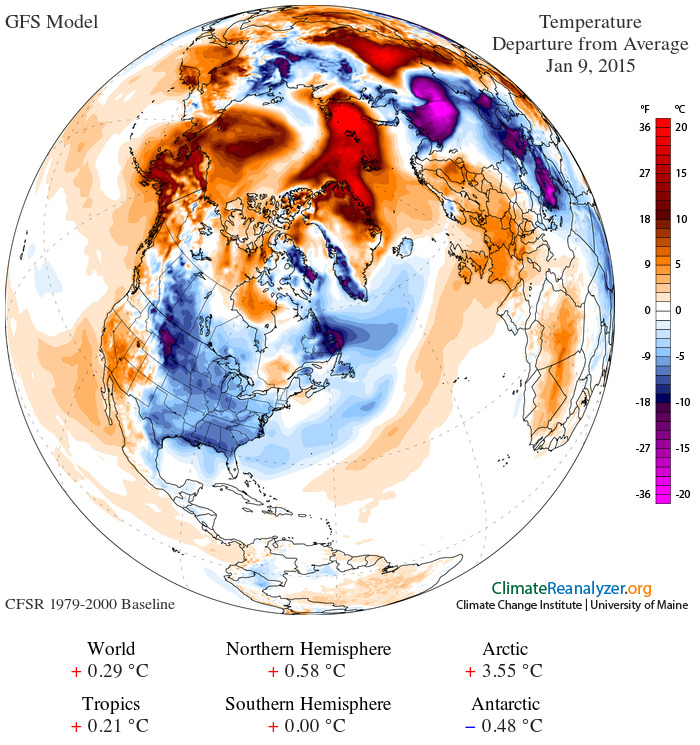 GFS Model
Temperature
Departure from Average
Jan 9, 2015
°F °C
36 20
27 15
18 10
9 5
0 0
-9 -5
-18 -10
-27 -15
-36 -20
ClimateReanalyzer.org
Climate Change Institute | University of Maine
CFSR 1979-2000 Baseline
World Northern Hemisphere Arctic
+ 0.29 °C + 0.58 °C + 3.55 °C
Tropics Southern Hemisphere Antarctic
+ 0.21 °C + 0.00 °C − 0.48 °C